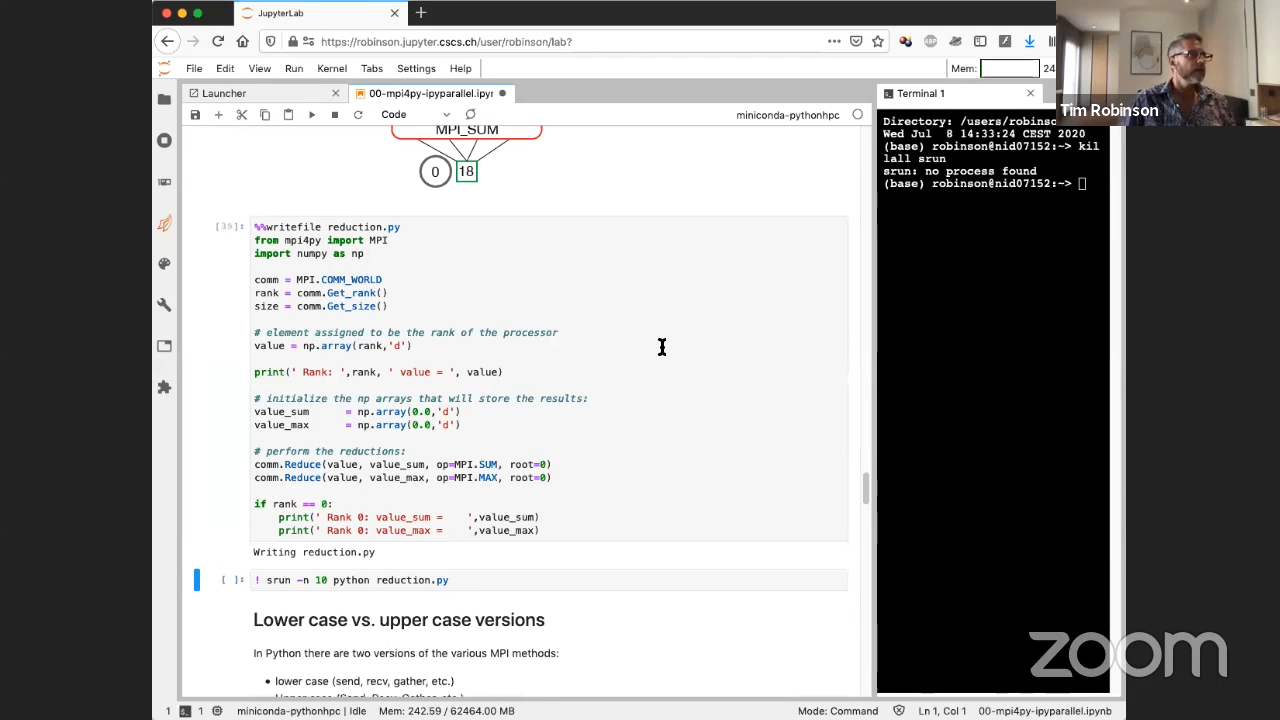 JupyterLab
https://robinson.jupyter.cscs.ch/user/robinson/lab?
File Edit View Run Kernel Tabs Settings Help
Mem: 24
Tim Robinson
Launcher
00-mpi4py-ipyparallel.ipyn
Terminal 1
Code
miniconda-pythonhpc
MPI_SUM
0 18
[35]:
%%writefile reduction.py
from mpi4py import MPI
import numpy as np
comm = MPI.COMM_WORLD
rank = comm.Get_rank()
size = comm.Get_size()
# element assigned to be the rank of the processor
value = np.array(rank,'d')
print(' Rank: ',rank, ' value = ', value)
# initialize the np arrays that will store the results:
value_sum = np.array(0.0,'d')
value_max = np.array(0.0,'d')
# perform the reductions:
comm.Reduce(value, value_sum, op=MPI.SUM, root=0)
comm.Reduce(value, value_max, op=MPI.MAX, root=0)
if rank == 0:
print(' Rank 0: value_sum = ',value_sum)
print(' Rank 0: value_max = ',value_max)
Writing reduction.py
[ ]: ! srun -n 10 python reduction.py
Lower case vs. upper case versions
In Python there are two versions of the various MPI methods:
• lower case (send, recv, gather, etc.)
Directory: /users/robinso
Wed Jul 8 14:33:24 CEST 2020
(base) robinson@nid07152:~> kil
lall srun
srun: no process found
(base) robinson@nid07152:~>
zoom
1 1 miniconda-pythonhpc | Idle Mem: 242.59 / 62464.00 MB Mode: Command Ln 1, Col 1 00-mpi4py-ipyparallel.ipynb